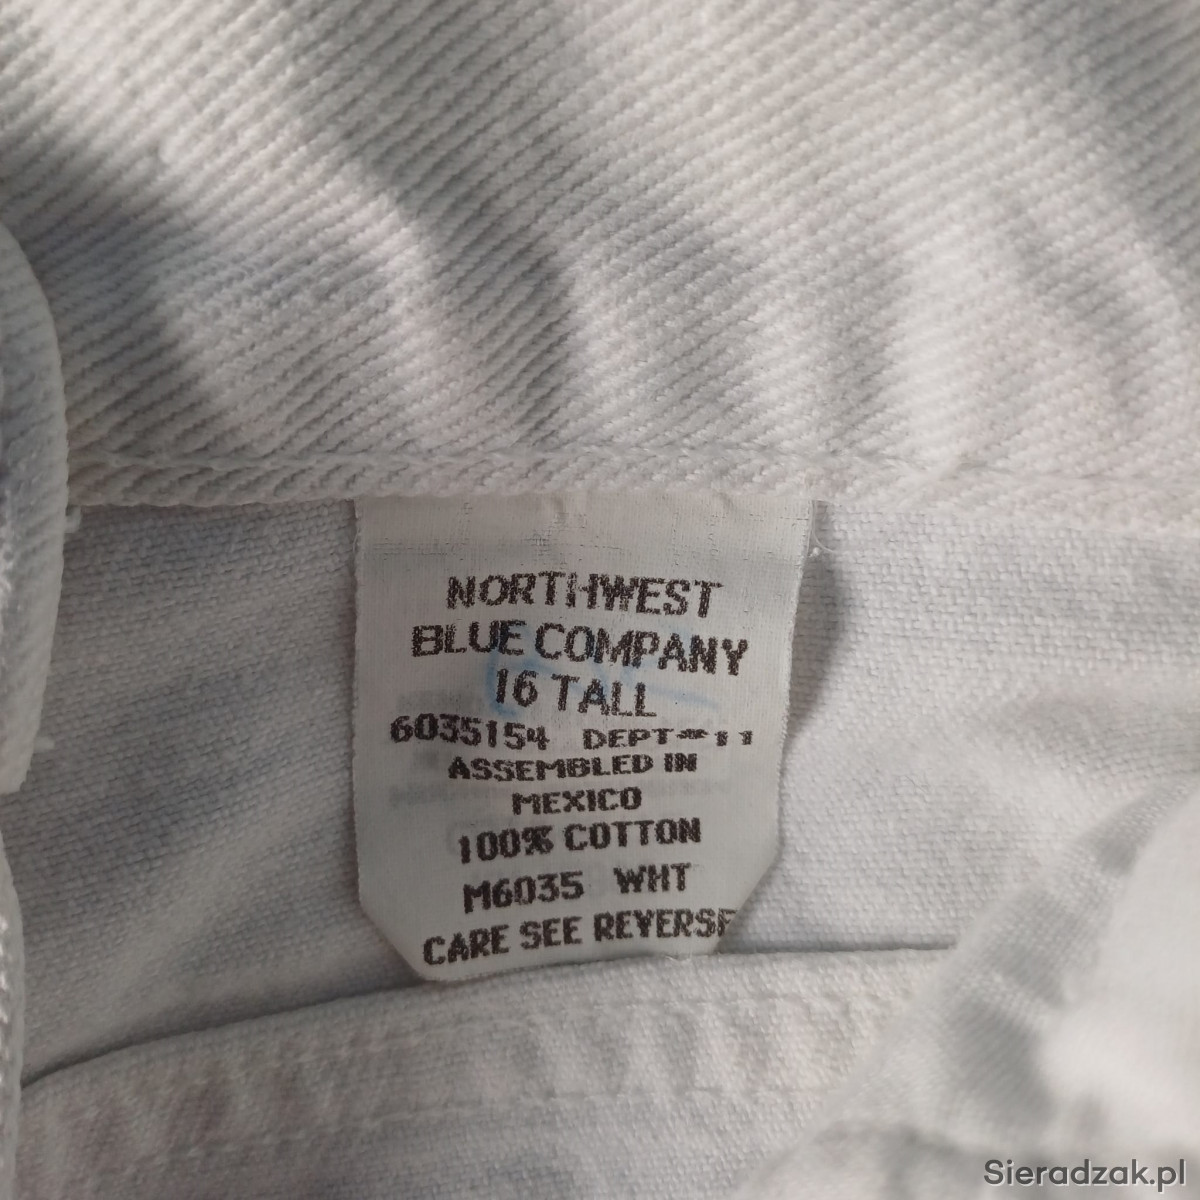 NORTHWEST
BLUE COMPANY
16 TALL
6035154 DEPT#11
ASSEMBLED IN
MEXICO
100% COTTON
M6035 WHT
CARE SEE REVERSE
Sieradzak.pl